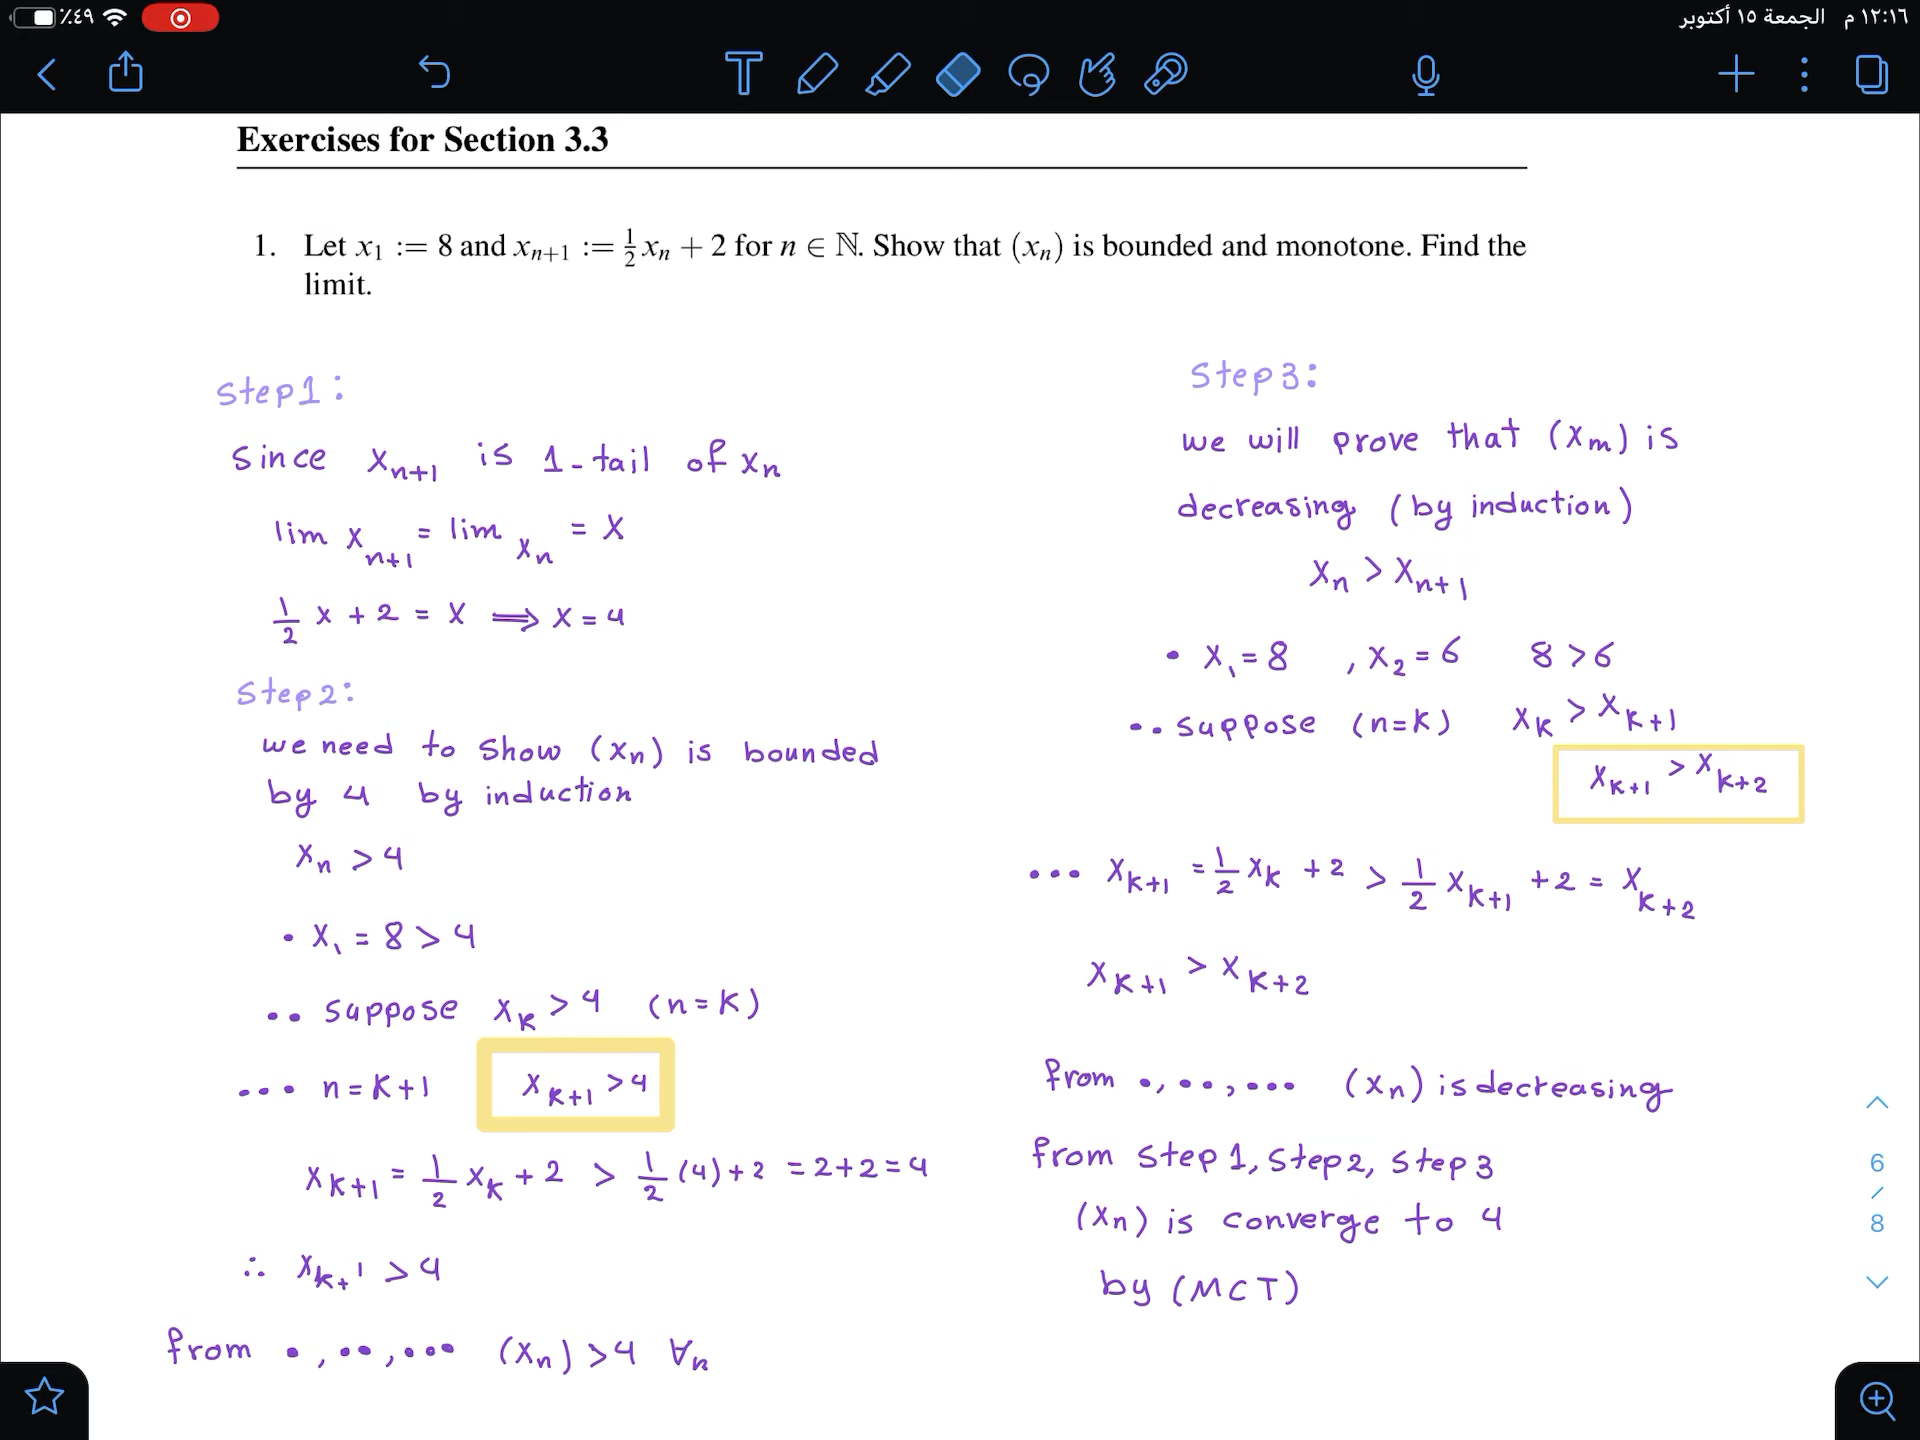 ٪٤٩
١٢:١٦ م الجمعة ١٥ أكتوبر
Exercises for Section 3.3
1. Let x₁ := 8 and xₙ₊₁ := ½xₙ + 2 for n ∈ ℕ. Show that (xₙ) is bounded and monotone. Find the
limit.
Step1:
Since xₙ₊₁ is 1-tail of xₙ
lim xₙ₊₁ = lim xₙ = x
½ x + 2 = x ⟹ x = 4
Step2:
we need to show (xₙ) is bounded
by 4 by induction
xₙ > 4
• x₁ = 8 > 4
•• suppose xₖ > 4 (n=k)
••• n=k+1 xₖ₊₁ > 4
xₖ₊₁ = ½ xₖ + 2 > ½ (4) + 2 = 2+2 = 4
∴ xₖ₊₁ > 4
from •, ••, ••• (xₙ) > 4 ∀n
Step3:
we will prove that (xₘ) is
decreasing (by induction)
xₙ > xₙ₊₁
• x₁ = 8 , x₂ = 6 8 > 6
•• suppose (n=k) xₖ > xₖ₊₁
xₖ₊₁ > xₖ₊₂
••• xₖ₊₁ = ½ xₖ + 2 > ½ xₖ₊₁ + 2 = xₖ₊₂
xₖ₊₁ > xₖ₊₂
from •, ••, ••• (xₙ) is decreasing
from step 1, step2, step 3
(xₙ) is converge to 4
by (MCT)
6
/
8